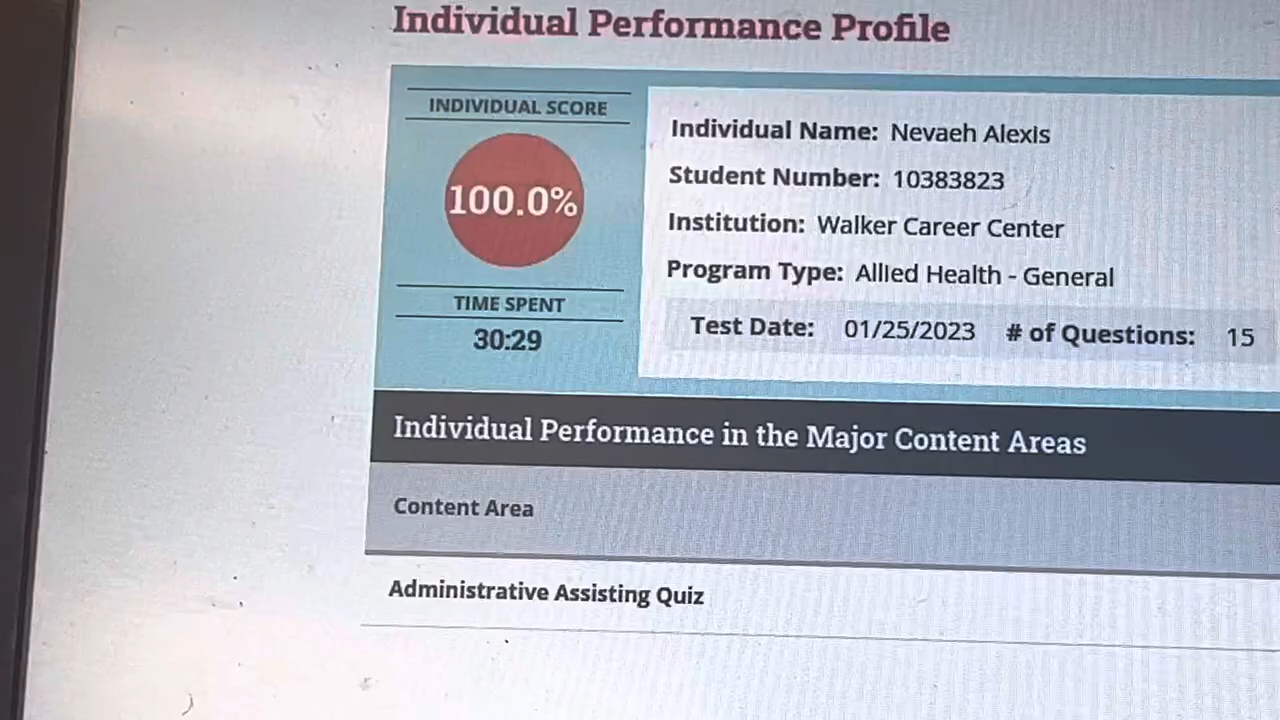 Individual Performance Profile
INDIVIDUAL SCORE
100.0%
TIME SPENT
30:29
Individual Name: Nevaeh Alexis
Student Number: 10383823
Institution: Walker Career Center
Program Type: Allied Health - General
Test Date: 01/25/2023 # of Questions: 15
Individual Performance in the Major Content Areas
Content Area
Administrative Assisting Quiz